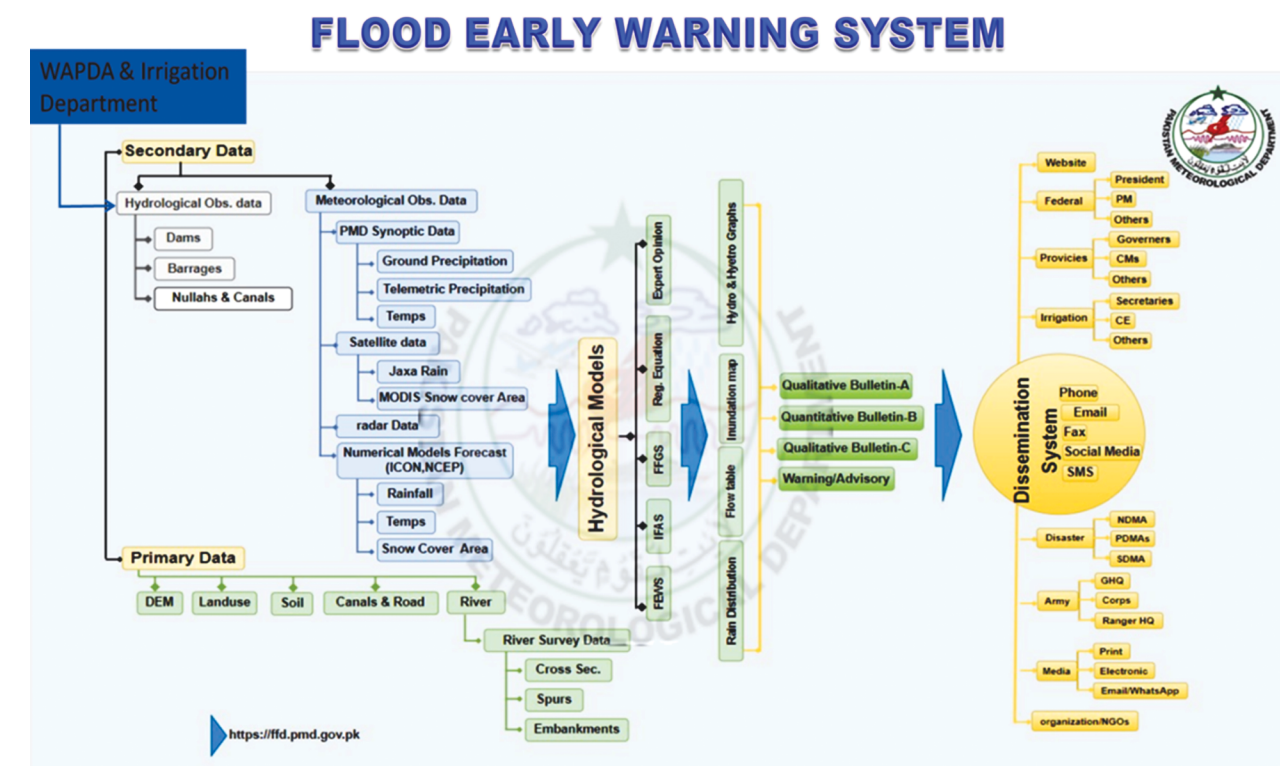 FLOOD EARLY WARNING SYSTEM
WAPDA & Irrigation
Department
Secondary Data
Hydrological Obs. data
Dams
Barrages
Nullahs & Canals
Meteorological Obs. Data
PMD Synoptic Data
Ground Precipitation
Telemetric Precipitation
Temps
Satellite data
Jaxa Rain
MODIS Snow cover Area
radar Data
Numerical Models Forecast
(ICON,NCEP)
Rainfall
Temps
Snow Cover Area
Primary Data
DEM
Landuse
Soil
Canals & Road
River
River Survey Data
Cross Sec.
Spurs
Embankments
https://ffd.pmd.gov.pk
Hydrological Models
Expert Opinion
Reg. Equation
FFGS
IFAS
FEWS
Hydro & Hyetro Graphs
Inundation map
Flow table
Rain Distribution
Qualitative Bulletin-A
Quantitative Bulletin-B
Qualitative Bulletin-C
Warning/Advisory
Dissemination
System
Phone
Email
Fax
Social Media
SMS
Website
Federal
President
PM
Others
Provicies
Governers
CMs
Others
Irrigation
Secretaries
CE
Others
Disaster
NDMA
PDMAs
SDMA
Army
GHQ
Corps
Ranger HQ
Media
Print
Electronic
Email/WhatsApp
organization/NGOs
PAKISTAN METEOROLOGICAL DEPARTMENT